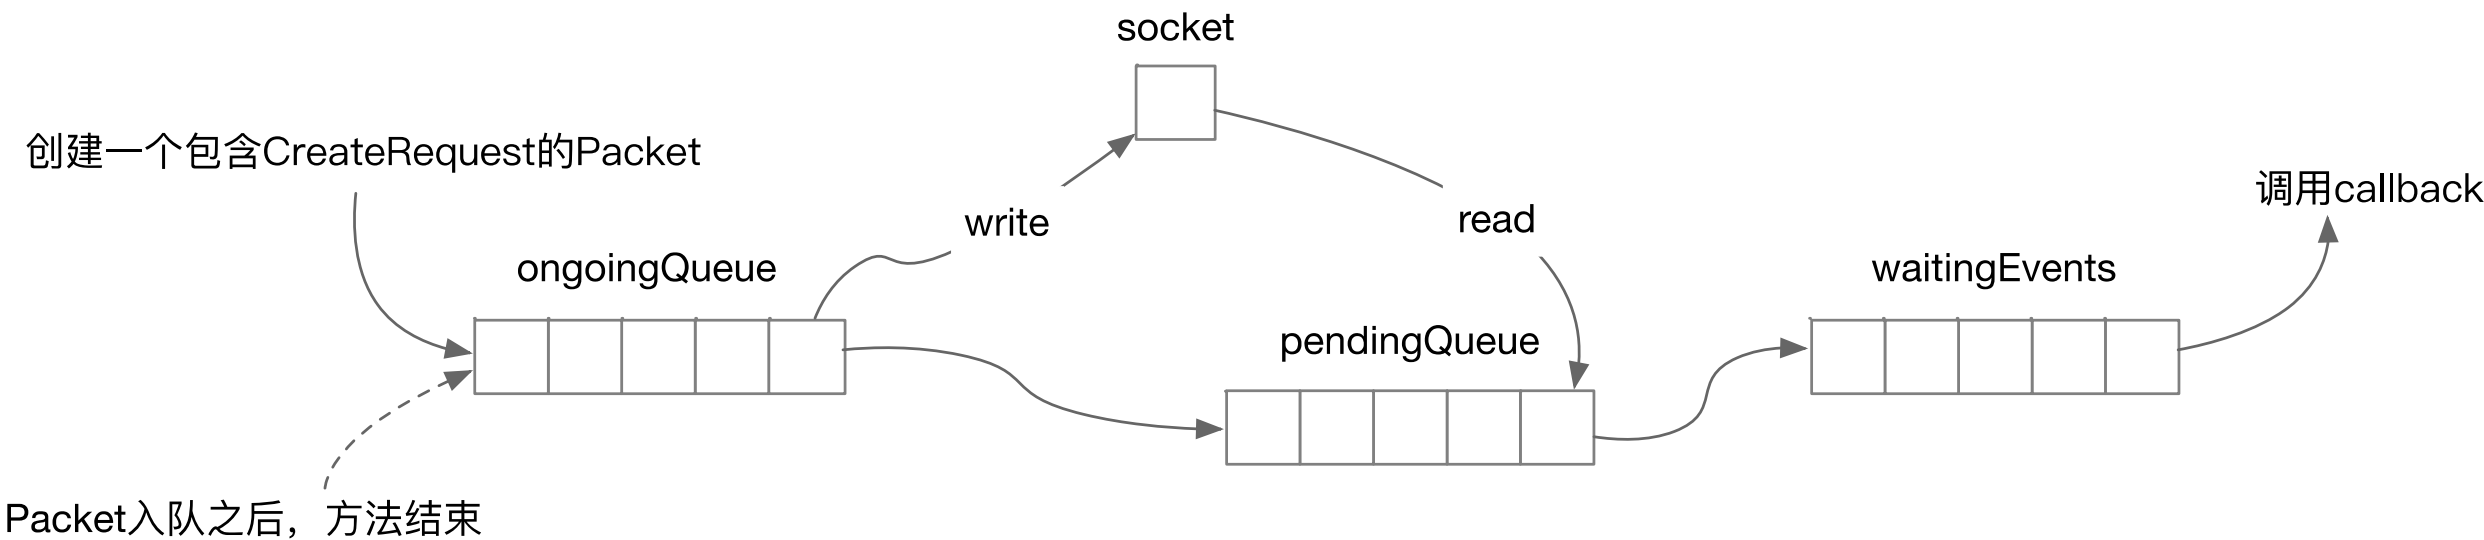 socket
创建一个包含CreateRequest的Packet
调用callback
write
read
ongoingQueue
waitingEvents
pendingQueue
Packet入队之后，方法结束